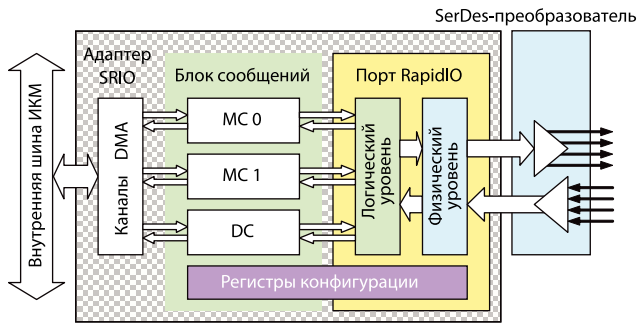 SerDes-преобразователь
Адаптер
SRIO
Блок сообщений
Порт RapidIO
Внутренняя шина ИКМ
Каналы DMA
MC 0
MC 1
DC
Логический
уровень
Физический
уровень
Регистры конфигурации